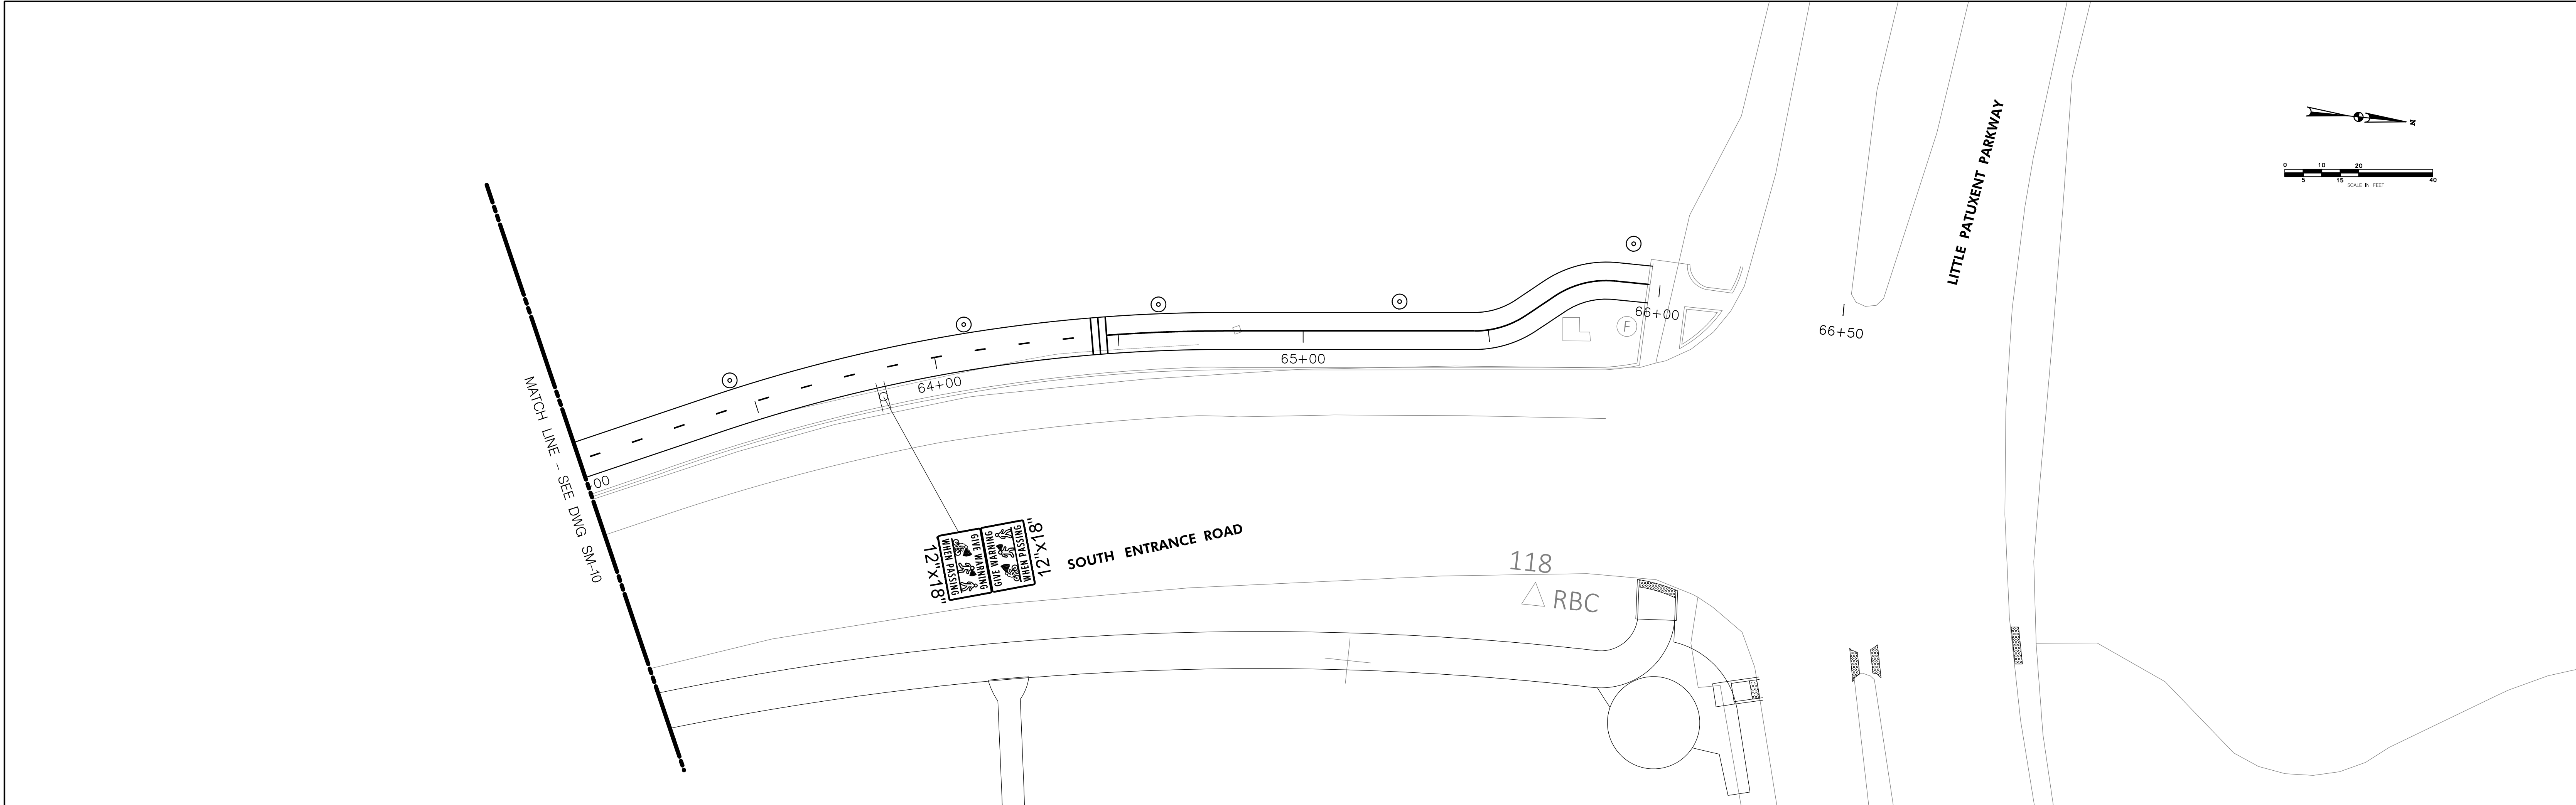 N
0 10 20
5 15 40
SCALE IN FEET
LITTLE PATUXENT PARKWAY
66+00
F
66+50
65+00
64+00
MATCH LINE - SEE DWG SM-10
00
SOUTH ENTRANCE ROAD
12"x18"
WHEN PASSING
GIVE WARNING
GIVE WARNING
WHEN PASSING
12"x18"
118
RBC